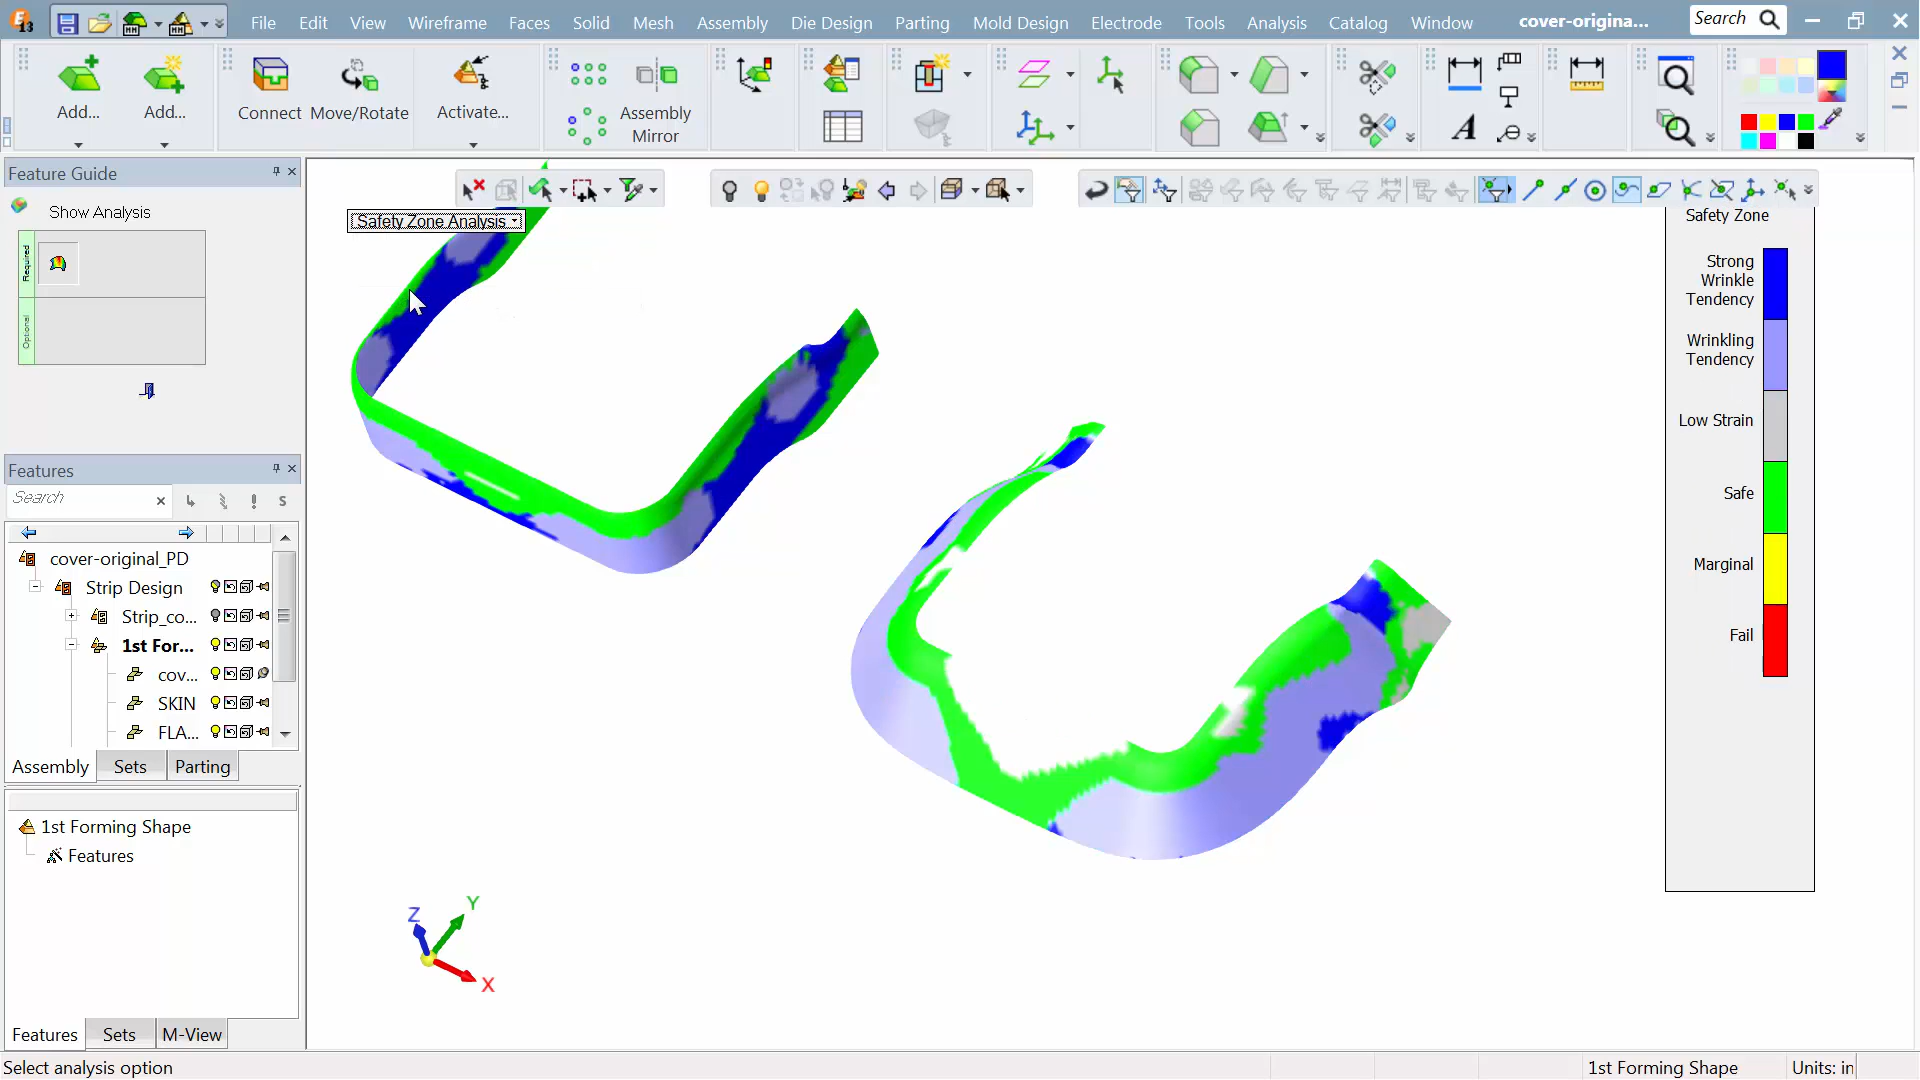 File Edit View Wireframe Faces Solid Mesh Assembly Die Design Parting Mold Design Electrode Tools Analysis Catalog Window cover-origina... Search
Add... Add... Connect Move/Rotate Activate... Assembly Mirror
Feature Guide
Show Analysis
Required
Optional
Features
Search
S
cover-original_PD
Strip Design
Strip_co...
1st For...
cov...
SKIN
FLA...
Assembly Sets Parting
1st Forming Shape
Features
Features Sets M-View
Safety Zone Analysis
Z
Y
X
Safety Zone
Strong
Wrinkle
Tendency
Wrinkling
Tendency
Low Strain
Safe
Marginal
Fail
Select analysis option
1st Forming Shape
Units: in